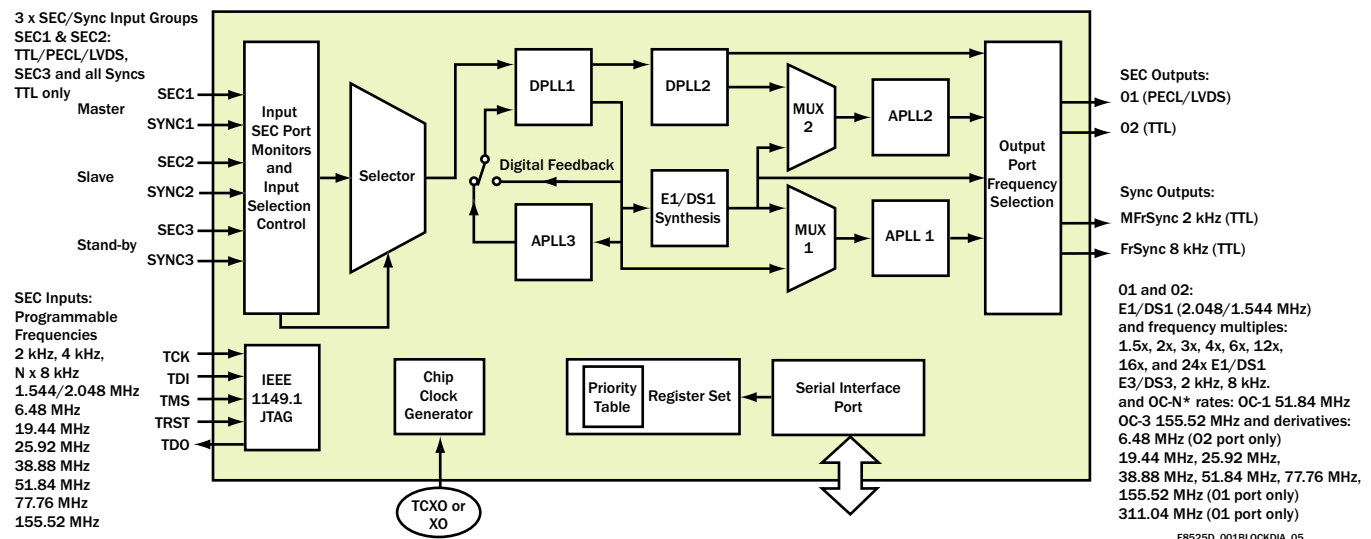 3 x SEC/Sync Input Groups
SEC1 & SEC2:
TTL/PECL/LVDS,
SEC3 and all Syncs
TTL only
Master
Slave
Stand-by
SEC1
SYNC1
SEC2
SYNC2
SEC3
SYNC3
Input
SEC Port
Monitors
and
Input
Selection
Control
Selector
DPLL1
DPLL2
Digital Feedback
APLL3
E1/DS1
Synthesis
MUX
2
MUX
1
APLL2
APLL 1
Output
Port
Frequency
Selection
SEC Outputs:
01 (PECL/LVDS)
02 (TTL)
Sync Outputs:
MFrSync 2 kHz (TTL)
FrSync 8 kHz (TTL)
SEC Inputs:
Programmable
Frequencies
2 kHz, 4 kHz,
N x 8 kHz
1.544/2.048 MHz
6.48 MHz
19.44 MHz
25.92 MHz
38.88 MHz
51.84 MHz
77.76 MHz
155.52 MHz
TCK
TDI
TMS
TRST
TDO
IEEE
1149.1
JTAG
Chip
Clock
Generator
TCXO or
XO
Priority
Table
Register Set
Serial Interface
Port
01 and 02:
E1/DS1 (2.048/1.544 MHz)
and frequency multiples:
1.5x, 2x, 3x, 4x, 6x, 12x,
16x, and 24x E1/DS1
E3/DS3, 2 kHz, 8 kHz.
and OC-N* rates: OC-1 51.84 MHz
OC-3 155.52 MHz and derivatives:
6.48 MHz (O2 port only)
19.44 MHz, 25.92 MHz,
38.88 MHz, 51.84 MHz, 77.76 MHz,
155.52 MHz (01 port only)
311.04 MHz (01 port only)
F8525D_001BLOCKDIA_05